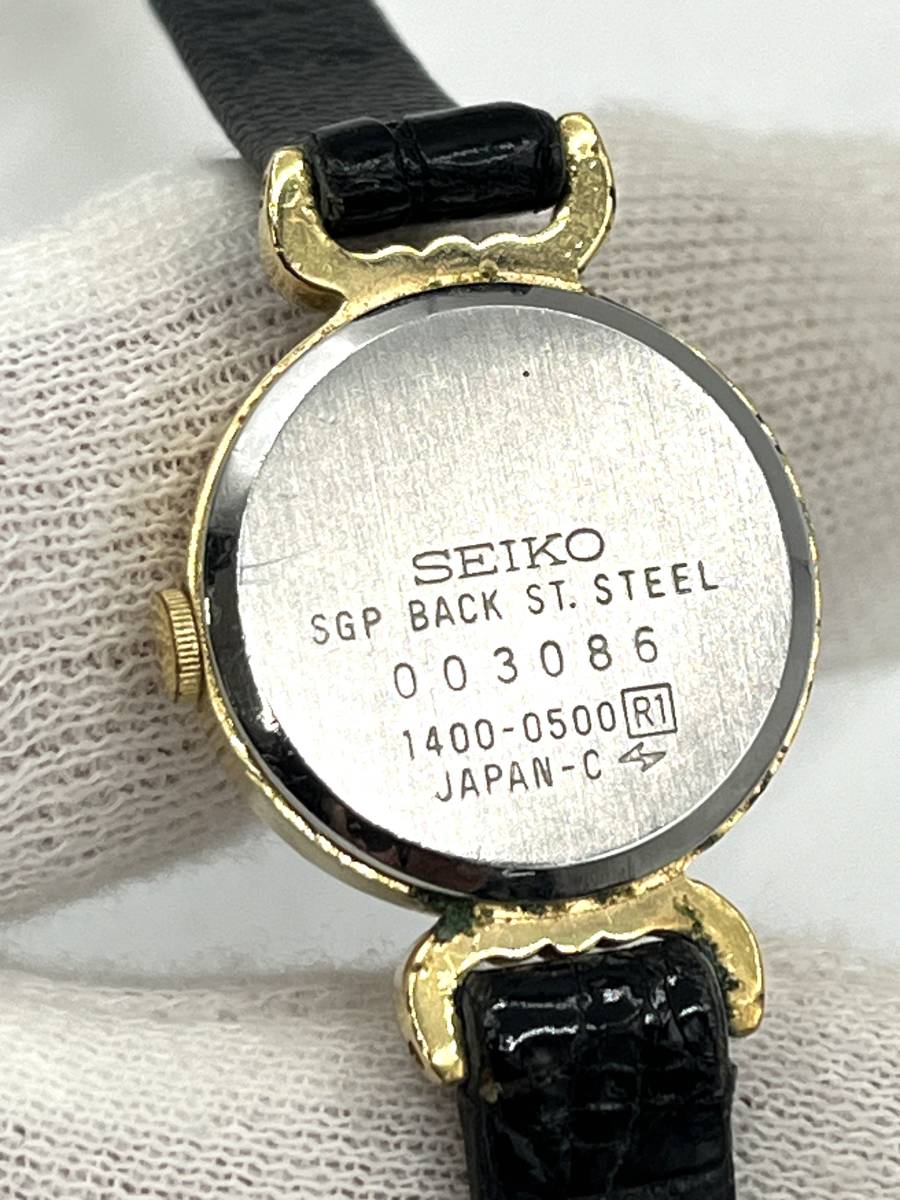 SEIKO
SGP BACK ST. STEEL
003086
1400-0500 R1
JAPAN-C